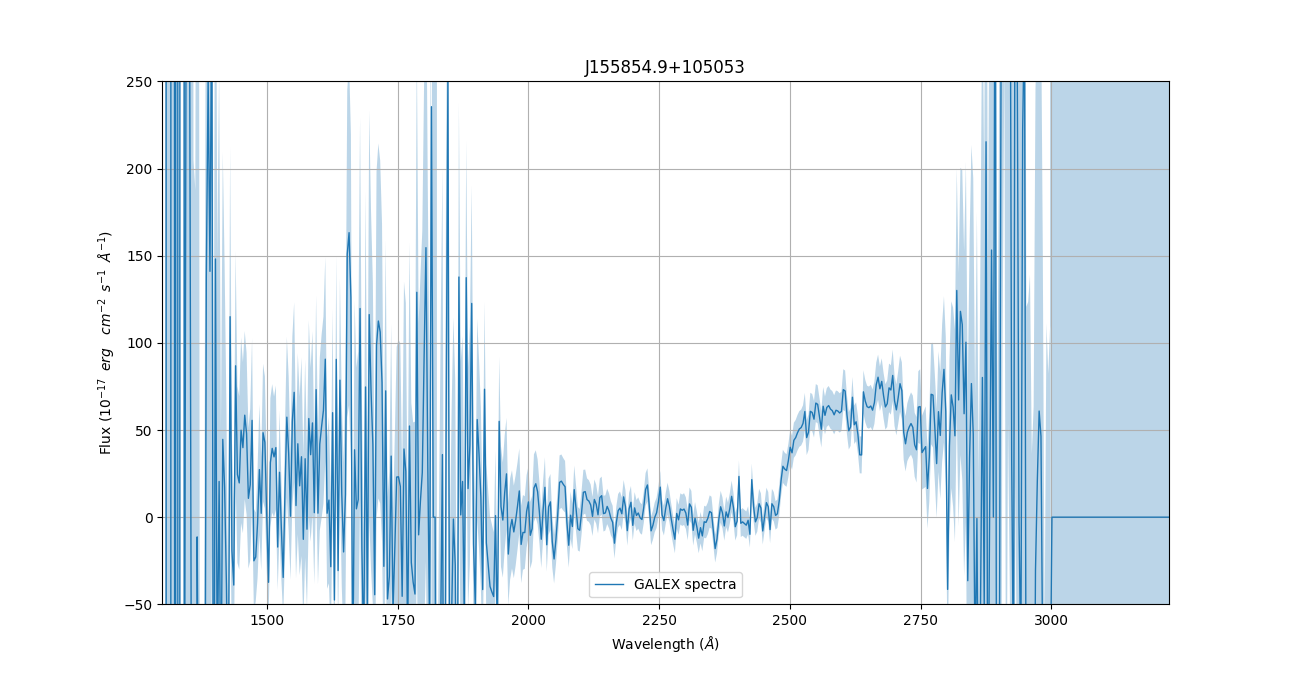 J155854.9+105053
Flux (10⁻¹⁷ erg cm⁻² s⁻¹ Å⁻¹)
250
200
150
100
50
0
−50
GALEX spectra
1500 1750 2000 2250 2500 2750 3000
Wavelength (Å)